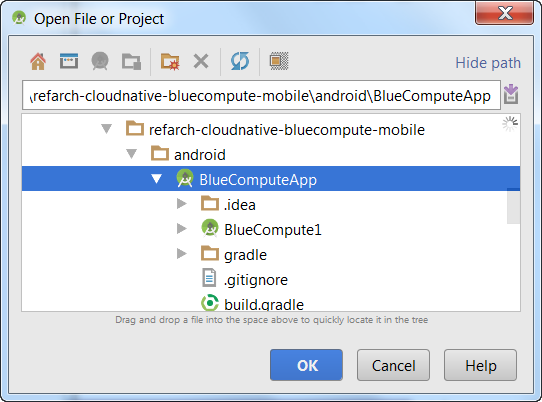 Open File or Project
Hide path
\refarch-cloudnative-bluecompute-mobile\android\BlueComputeApp
refarch-cloudnative-bluecompute-mobile
android
BlueComputeApp
.idea
BlueCompute1
gradle
.gitignore
build.gradle
Drag and drop a file into the space above to quickly locate it in the tree
OK
Cancel
Help